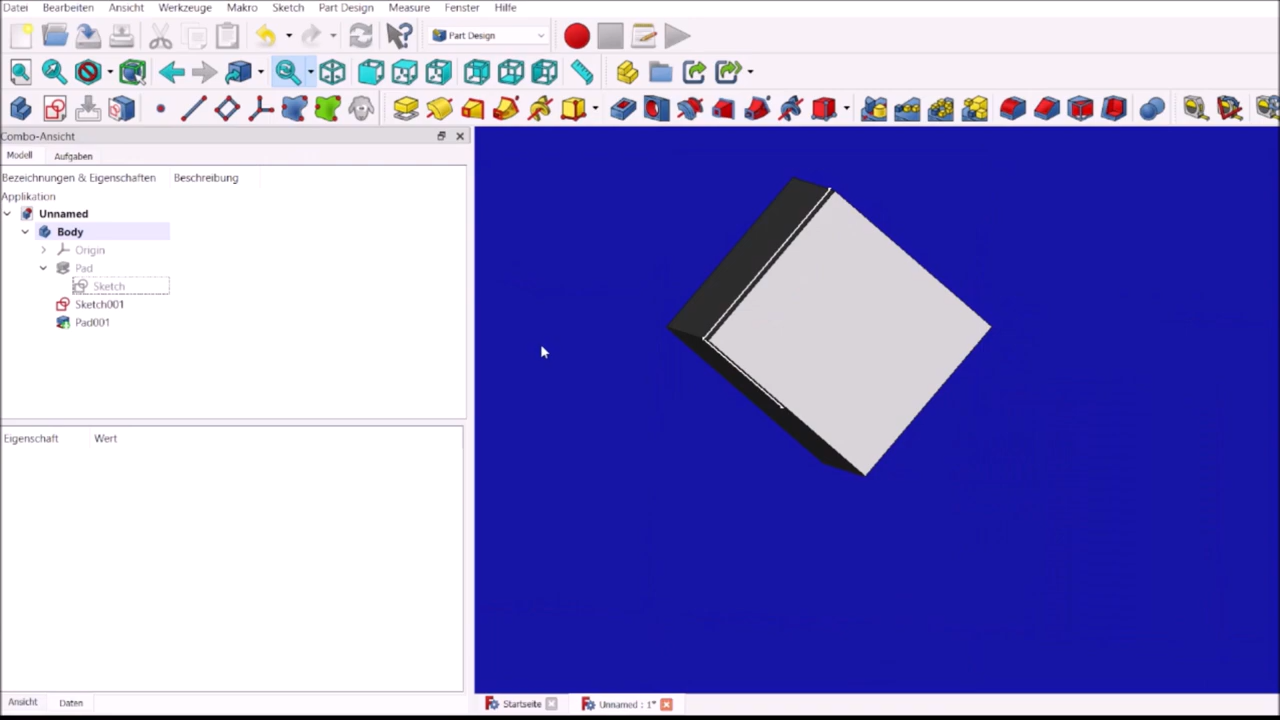 Datei Bearbeiten Ansicht Werkzeuge Makro Sketch Part Design Measure Fenster Hilfe
Part Design
Combo-Ansicht
Modell Aufgaben
Bezeichnungen & Eigenschaften Beschreibung
Applikation
Unnamed
Body
Origin
Pad
Sketch
Sketch001
Pad001
Eigenschaft Wert
Ansicht Daten
Startseite Unnamed : 1*